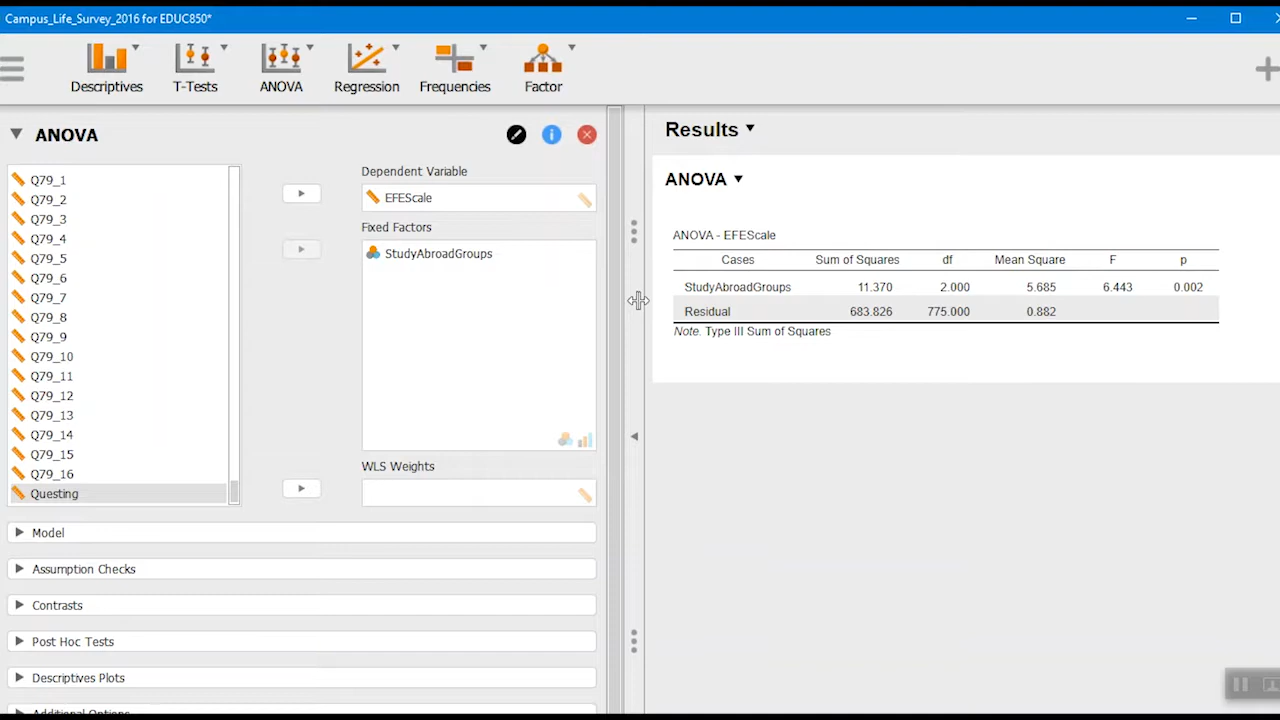 Campus_Life_Survey_2016 for EDUC850*
Descriptives T-Tests ANOVA Regression Frequencies Factor
ANOVA
Q79_1
Q79_2
Q79_3
Q79_4
Q79_5
Q79_6
Q79_7
Q79_8
Q79_9
Q79_10
Q79_11
Q79_12
Q79_13
Q79_14
Q79_15
Q79_16
Questing
Dependent Variable
EFEScale
Fixed Factors
StudyAbroadGroups
WLS Weights
Model
Assumption Checks
Contrasts
Post Hoc Tests
Descriptives Plots
Additional Options
Results
ANOVA
ANOVA - EFEScale
Cases Sum of Squares df Mean Square F p
StudyAbroadGroups 11.370 2.000 5.685 6.443 0.002
Residual 683.826 775.000 0.882
Note. Type III Sum of Squares